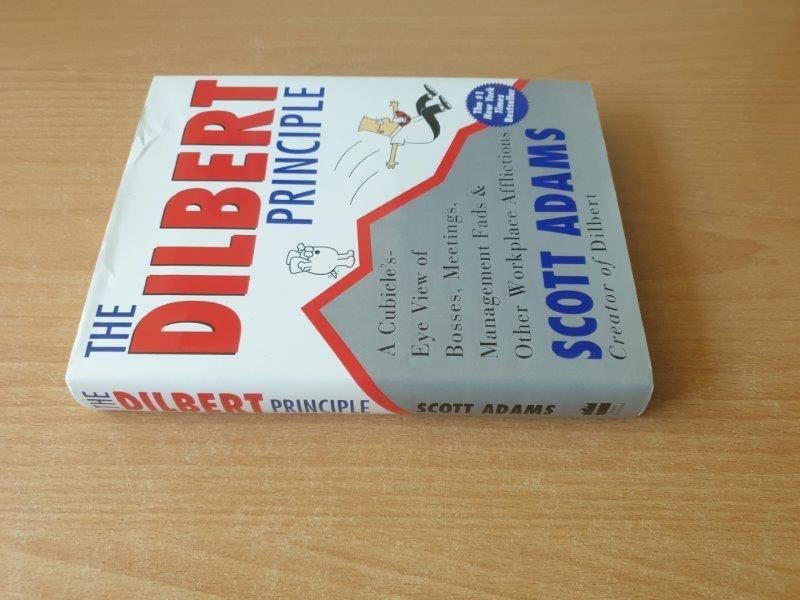 THE
DILBERT
PRINCIPLE
The #1
New York
Times
Bestseller
A Cubicle's-
Eye View of
Bosses, Meetings,
Management Fads &
Other Workplace Afflictions
SCOTT ADAMS
Creator of Dilbert
THE DILBERT PRINCIPLE SCOTT ADAMS